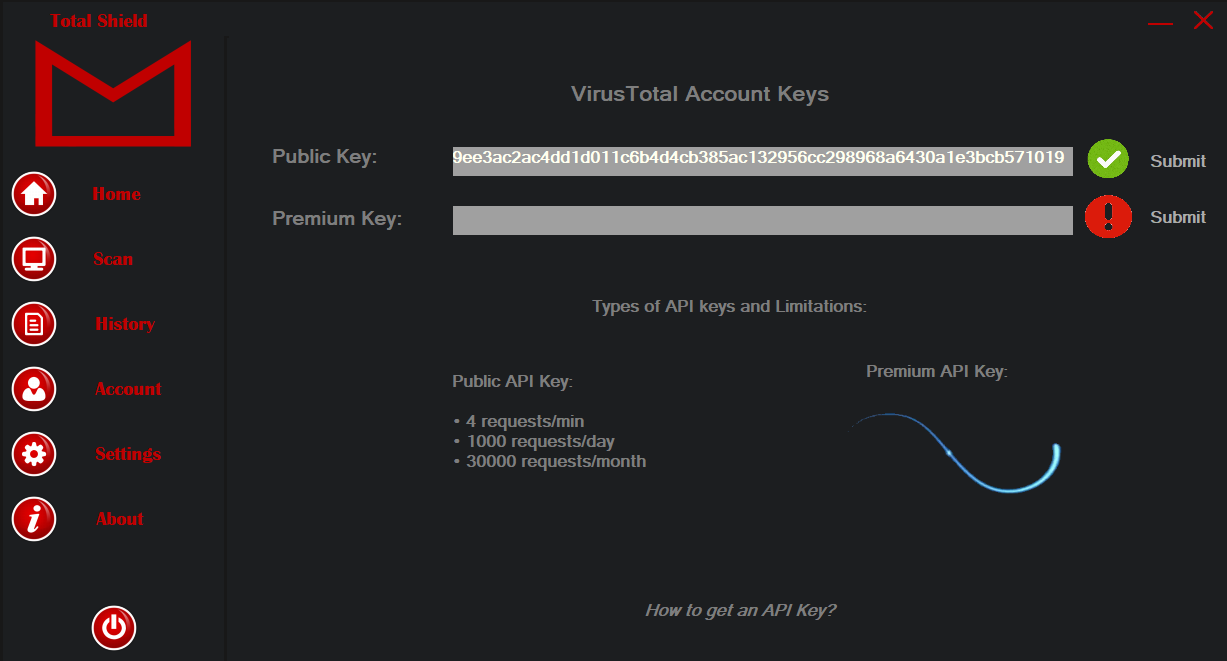 Total Shield
VirusTotal Account Keys
Public Key:
9ee3ac2ac4dd1d011c6b4d4cb385ac132956cc298968a6430a1e3bcb571019
Submit
Premium Key:
Submit
Home
Scan
History
Account
Settings
About
Types of API keys and Limitations:
Public API Key:
• 4 requests/min
• 1000 requests/day
• 30000 requests/month
Premium API Key:
How to get an API Key?